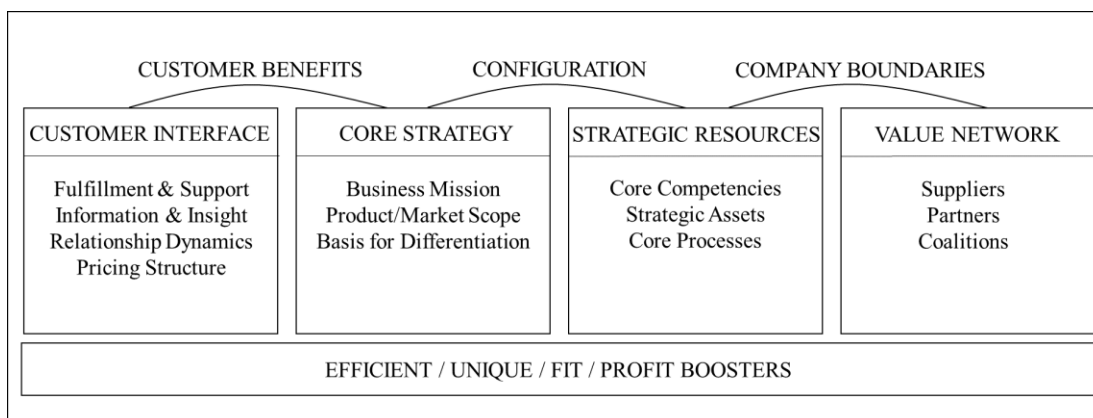 CUSTOMER BENEFITS
CONFIGURATION
COMPANY BOUNDARIES
CUSTOMER INTERFACE
Fulfillment & Support
Information & Insight
Relationship Dynamics
Pricing Structure
CORE STRATEGY
Business Mission
Product/Market Scope
Basis for Differentiation
STRATEGIC RESOURCES
Core Competencies
Strategic Assets
Core Processes
VALUE NETWORK
Suppliers
Partners
Coalitions
EFFICIENT / UNIQUE / FIT / PROFIT BOOSTERS